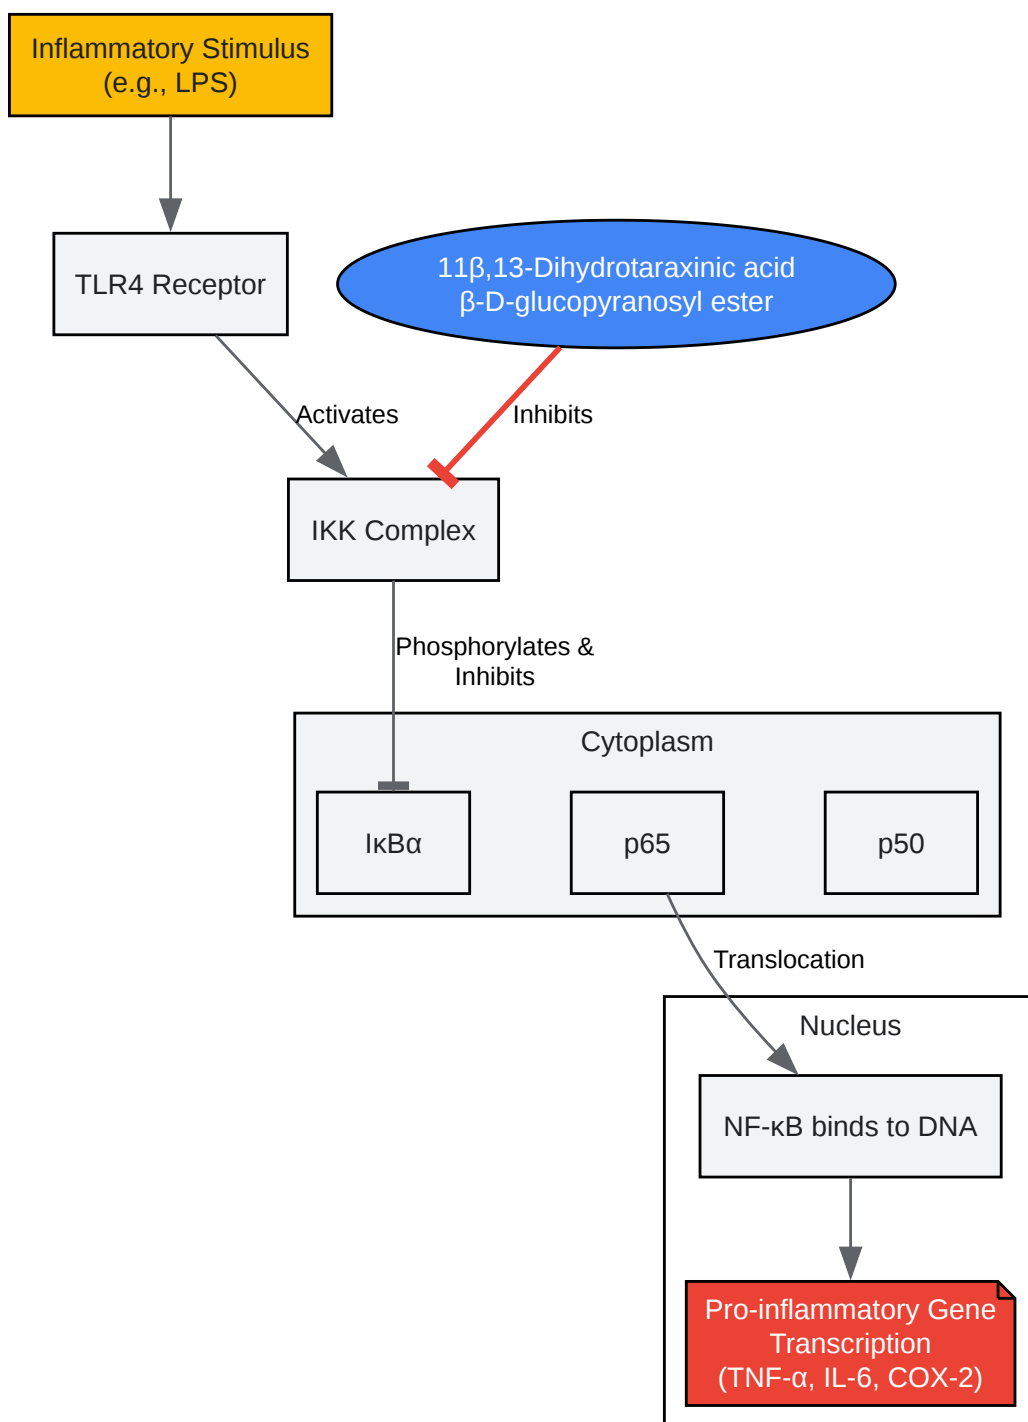 Inflammatory Stimulus
(e.g., LPS)
TLR4 Receptor
11β,13-Dihydrotaraxinic acid
β-D-glucopyranosyl ester
Activates
Inhibits
IKK Complex
Phosphorylates &
Inhibits
Cytoplasm
IκBα
p65
p50
Translocation
Nucleus
NF-κB binds to DNA
Pro-inflammatory Gene
Transcription
(TNF-α, IL-6, COX-2)